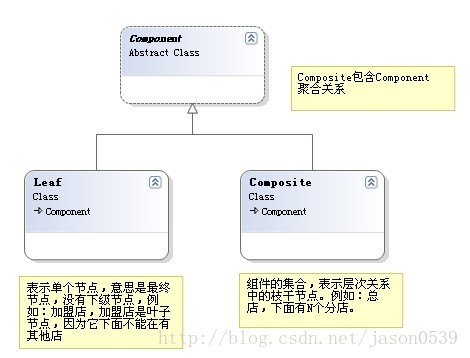 Component
Abstract Class
Composite包含Component
聚合关系
Leaf
Class
Component
Composite
Class
Component
表示单个节点，意思是最终
节点，没有下级节点，例
如：加盟店，加盟店是叶子
节点，因为它下面不能在有
其他店
组件的集合，表示层次关系
中的枝干节点。例如：总
店，下面有N个分店。
http://blog.csdn.net/jason0539